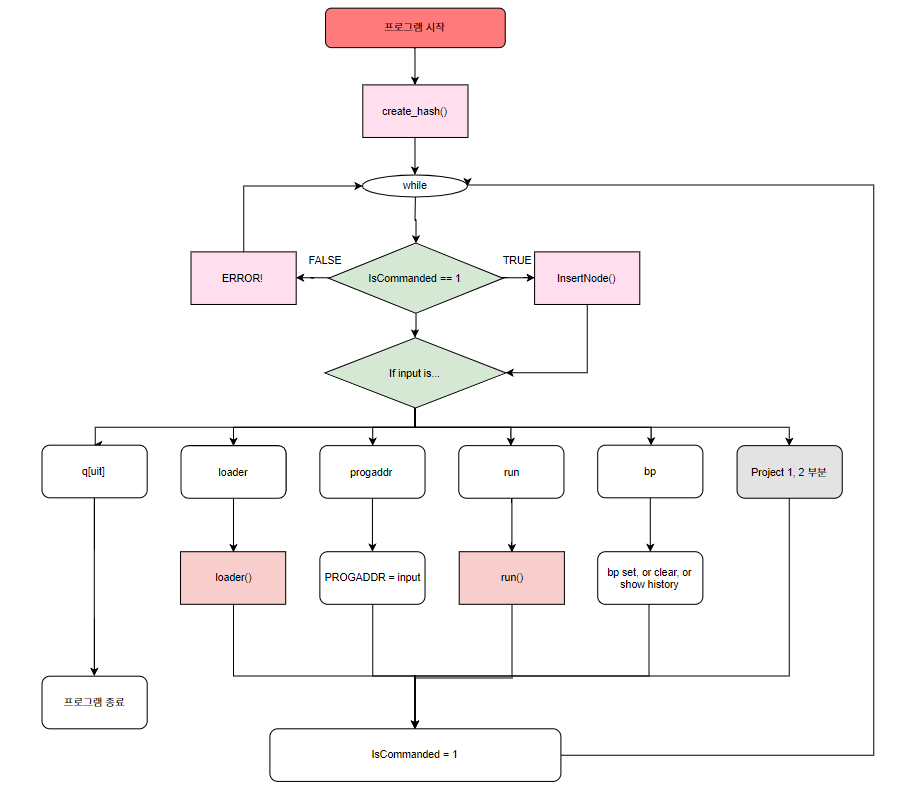 프로그램 시작
create_hash()
while
FALSE
TRUE
ERROR!
IsCommanded == 1
InsertNode()
If input is...
q[uit]
loader
progaddr
run
bp
Project 1, 2 부분
loader()
PROGADDR = input
run()
bp set, or clear, or
show history
프로그램 종료
IsCommanded = 1